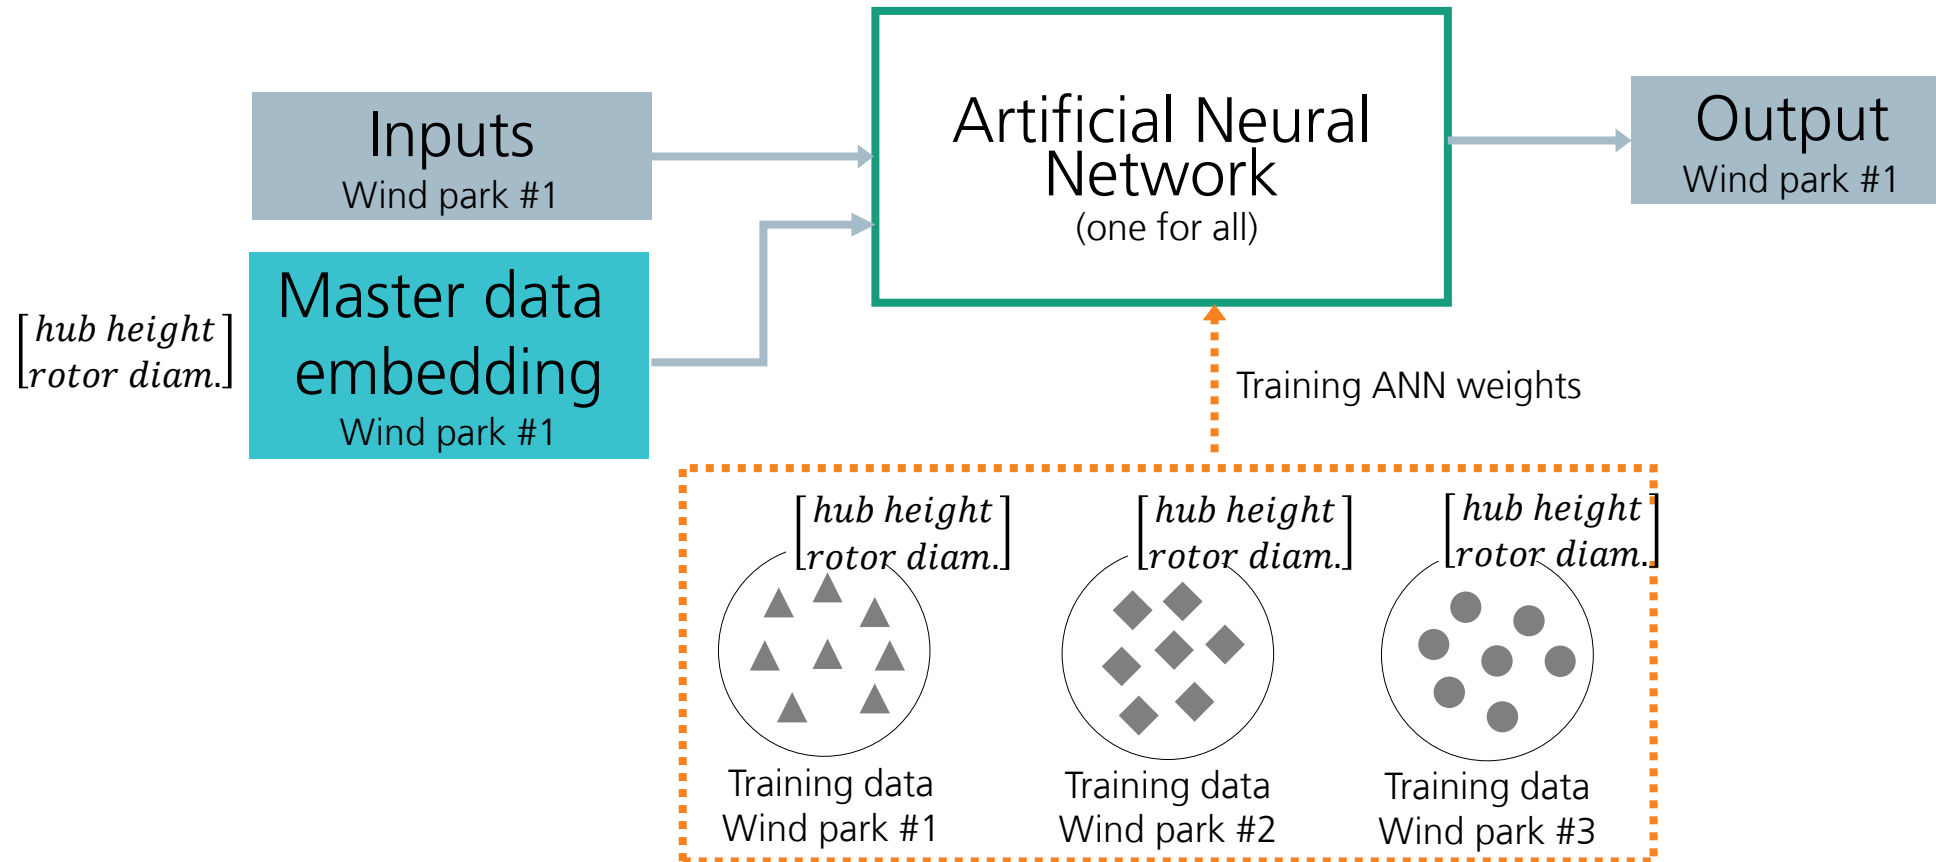 Inputs
Wind park #1
Artificial Neural
Network
(one for all)
Output
Wind park #1
hub height
rotor diam.
Master data
embedding
Wind park #1
Training ANN weights
hub height
rotor diam.
hub height
rotor diam.
hub height
rotor diam.
Training data
Wind park #1
Training data
Wind park #2
Training data
Wind park #3